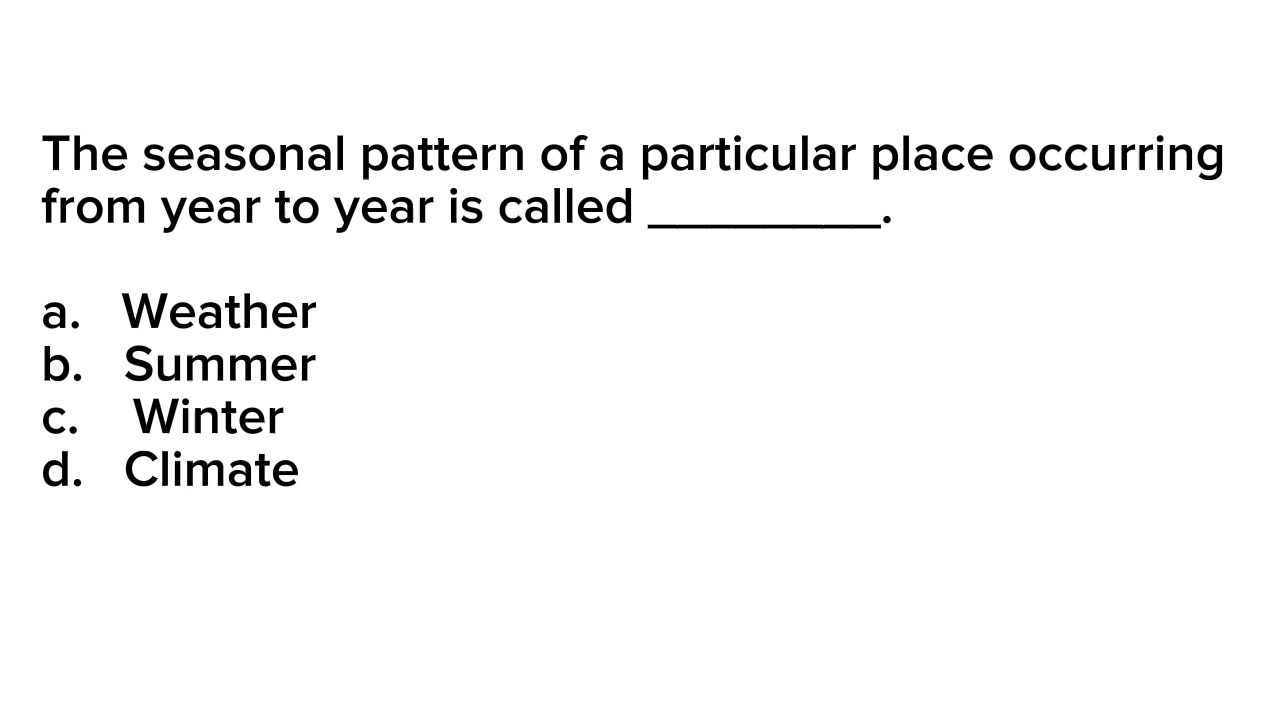 The seasonal pattern of a particular place occurring
from year to year is called _________.
a. Weather
b. Summer
c. Winter
d. Climate